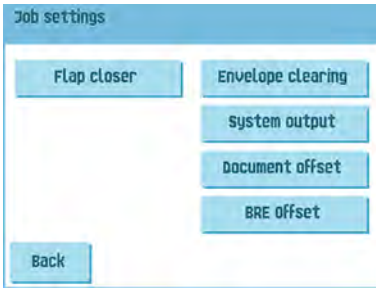 Job settings
Flap closer
Envelope clearing
System output
Document offset
BRE Offset
Back